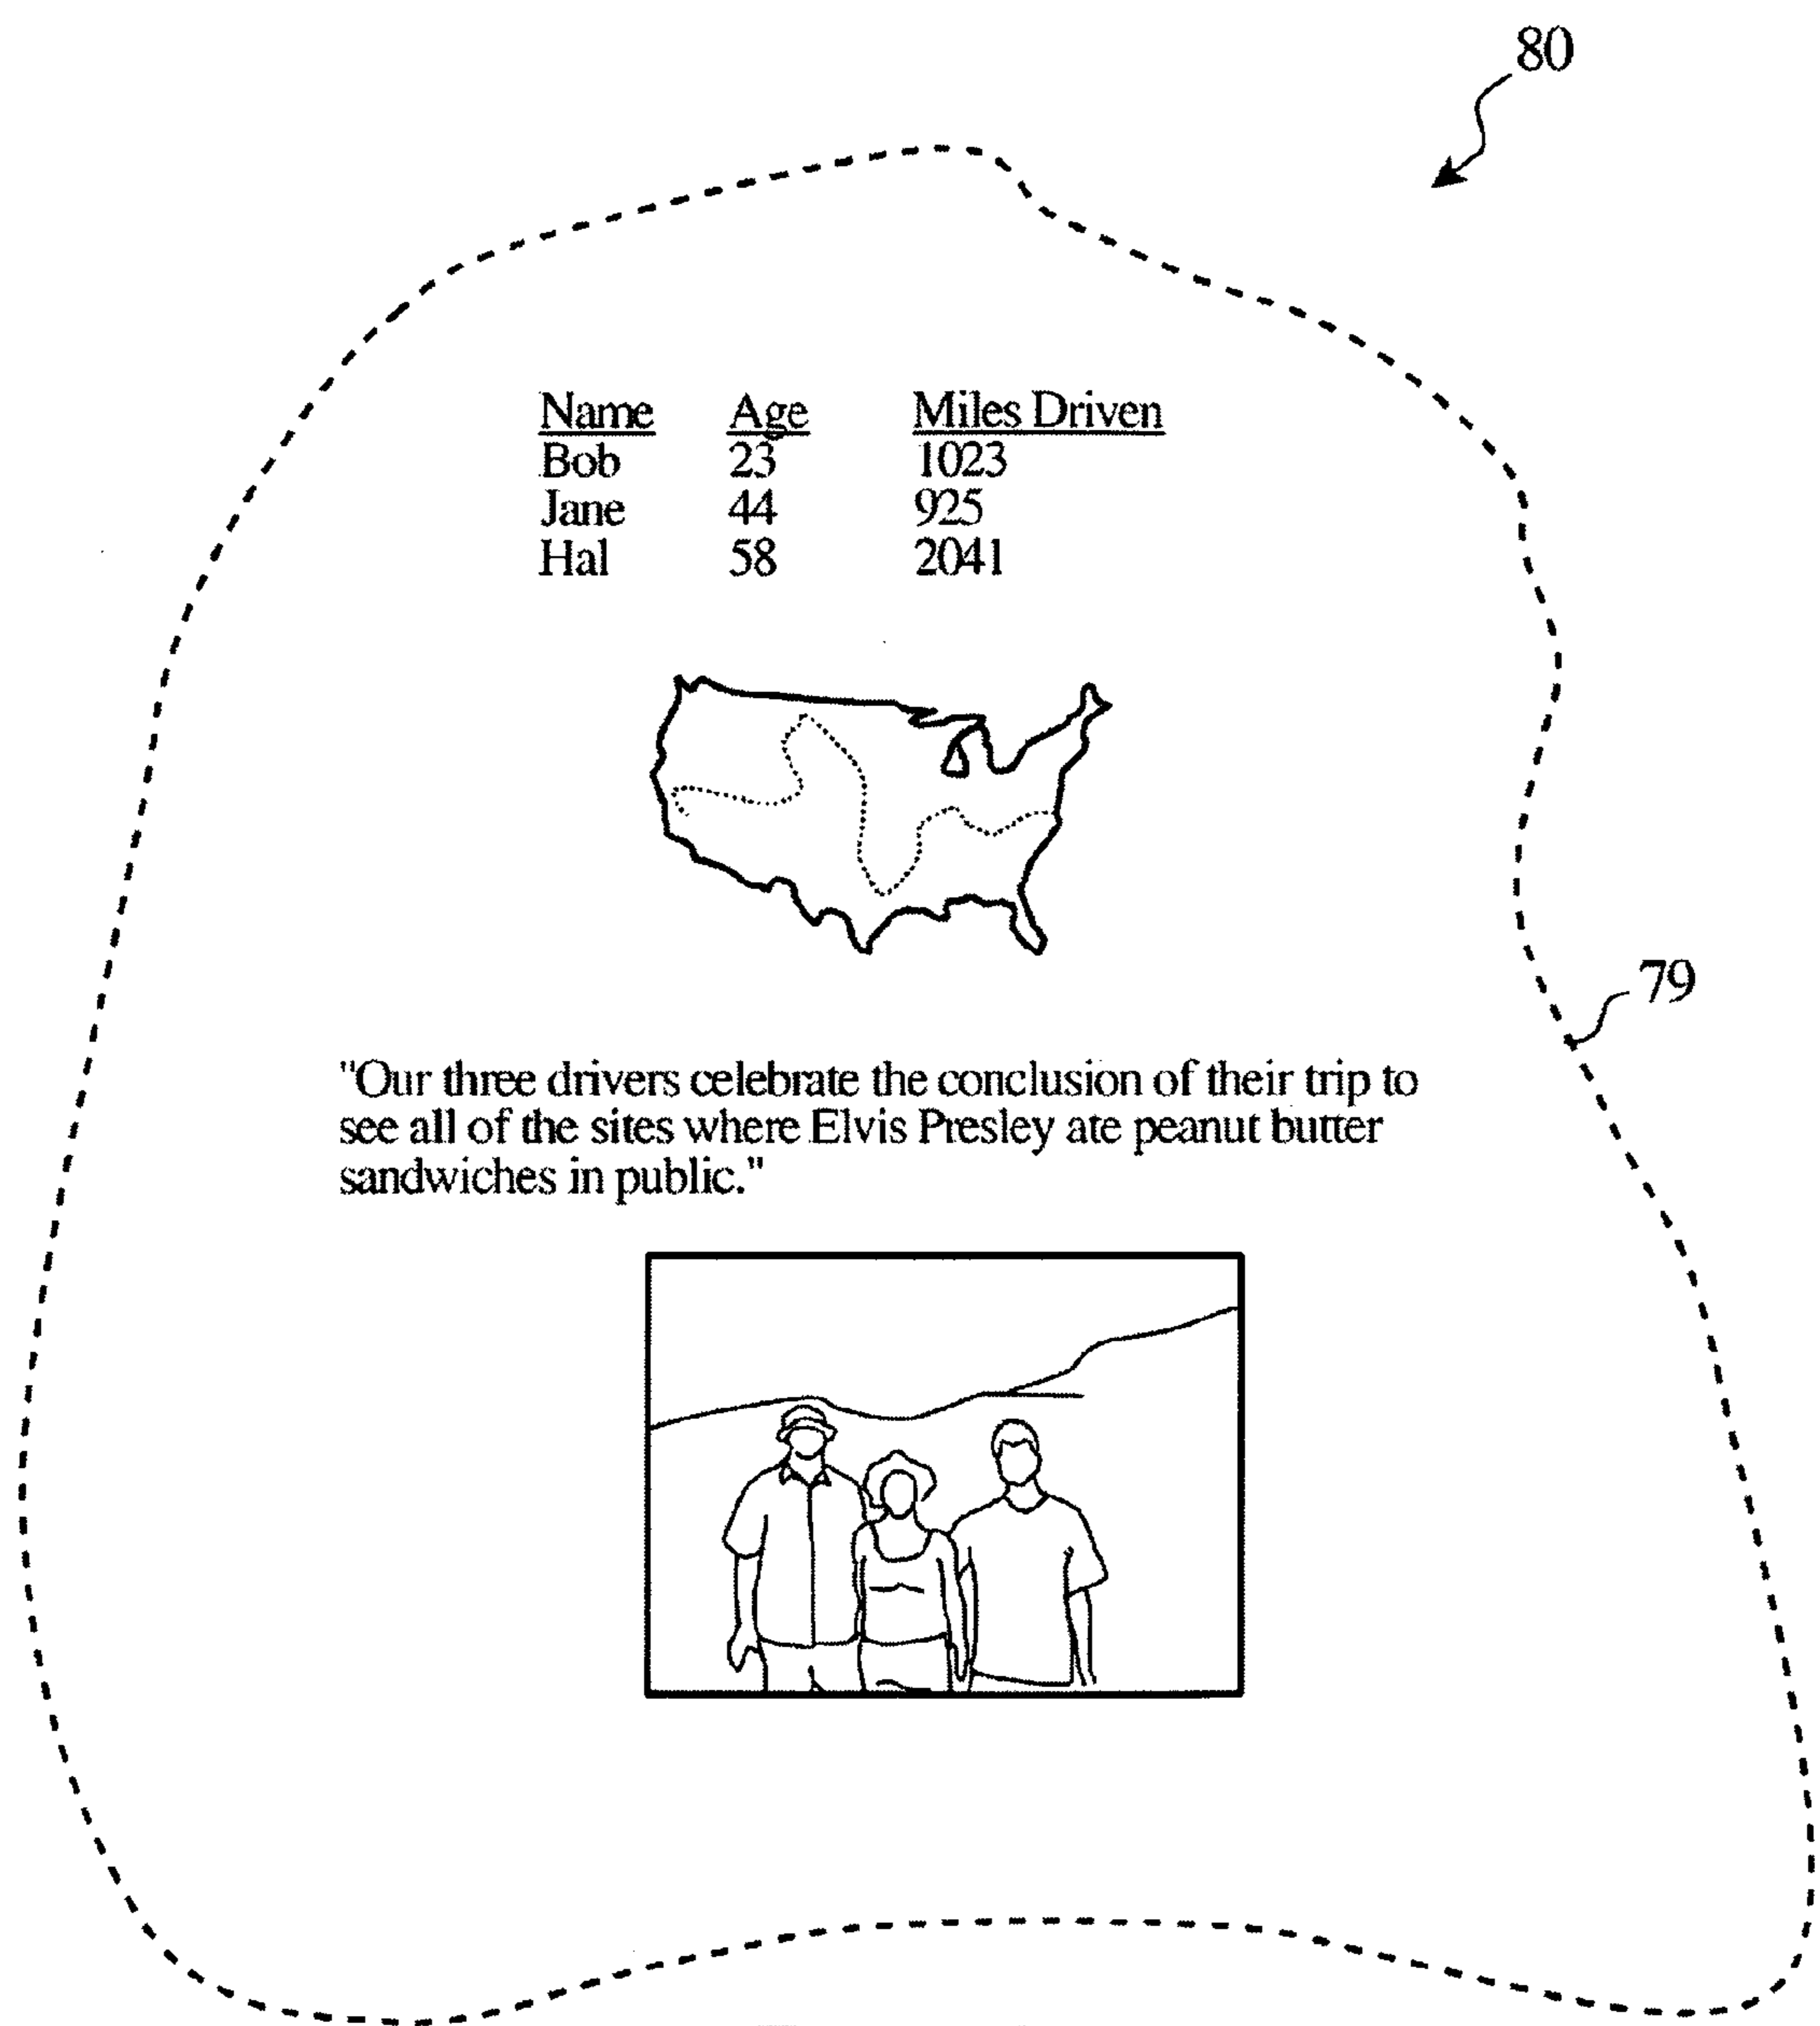 80
Name Age Miles Driven
Bob 23 1023
Jane 44 925
Hal 58 2041
79
"Our three drivers celebrate the conclusion of their trip to
see all of the sites where Elvis Presley ate peanut butter
sandwiches in public."